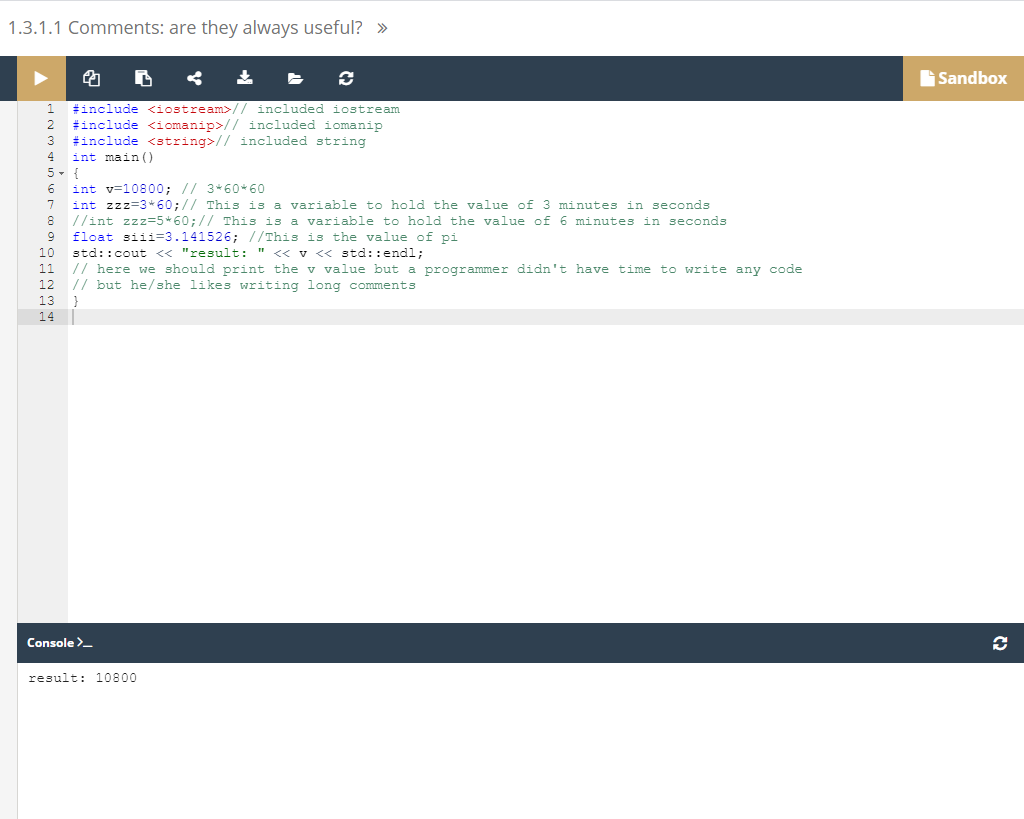 1.3.1.1 Comments: are they always useful? »
Sandbox
1 #include <iostream>// included iostream
2 #include <iomanip>// included iomanip
3 #include <string>// included string
4 int main()
5 {
6 int v=10800; // 3*60*60
7 int zzz=3*60;// This is a variable to hold the value of 3 minutes in seconds
8 //int zzz=5*60;// This is a variable to hold the value of 6 minutes in seconds
9 float siii=3.141526; //This is the value of pi
10 std::cout << "result: " << v << std::endl;
11 // here we should print the v value but a programmer didn't have time to write any code
12 // but he/she likes writing long comments
13 }
14
Console >_
result: 10800